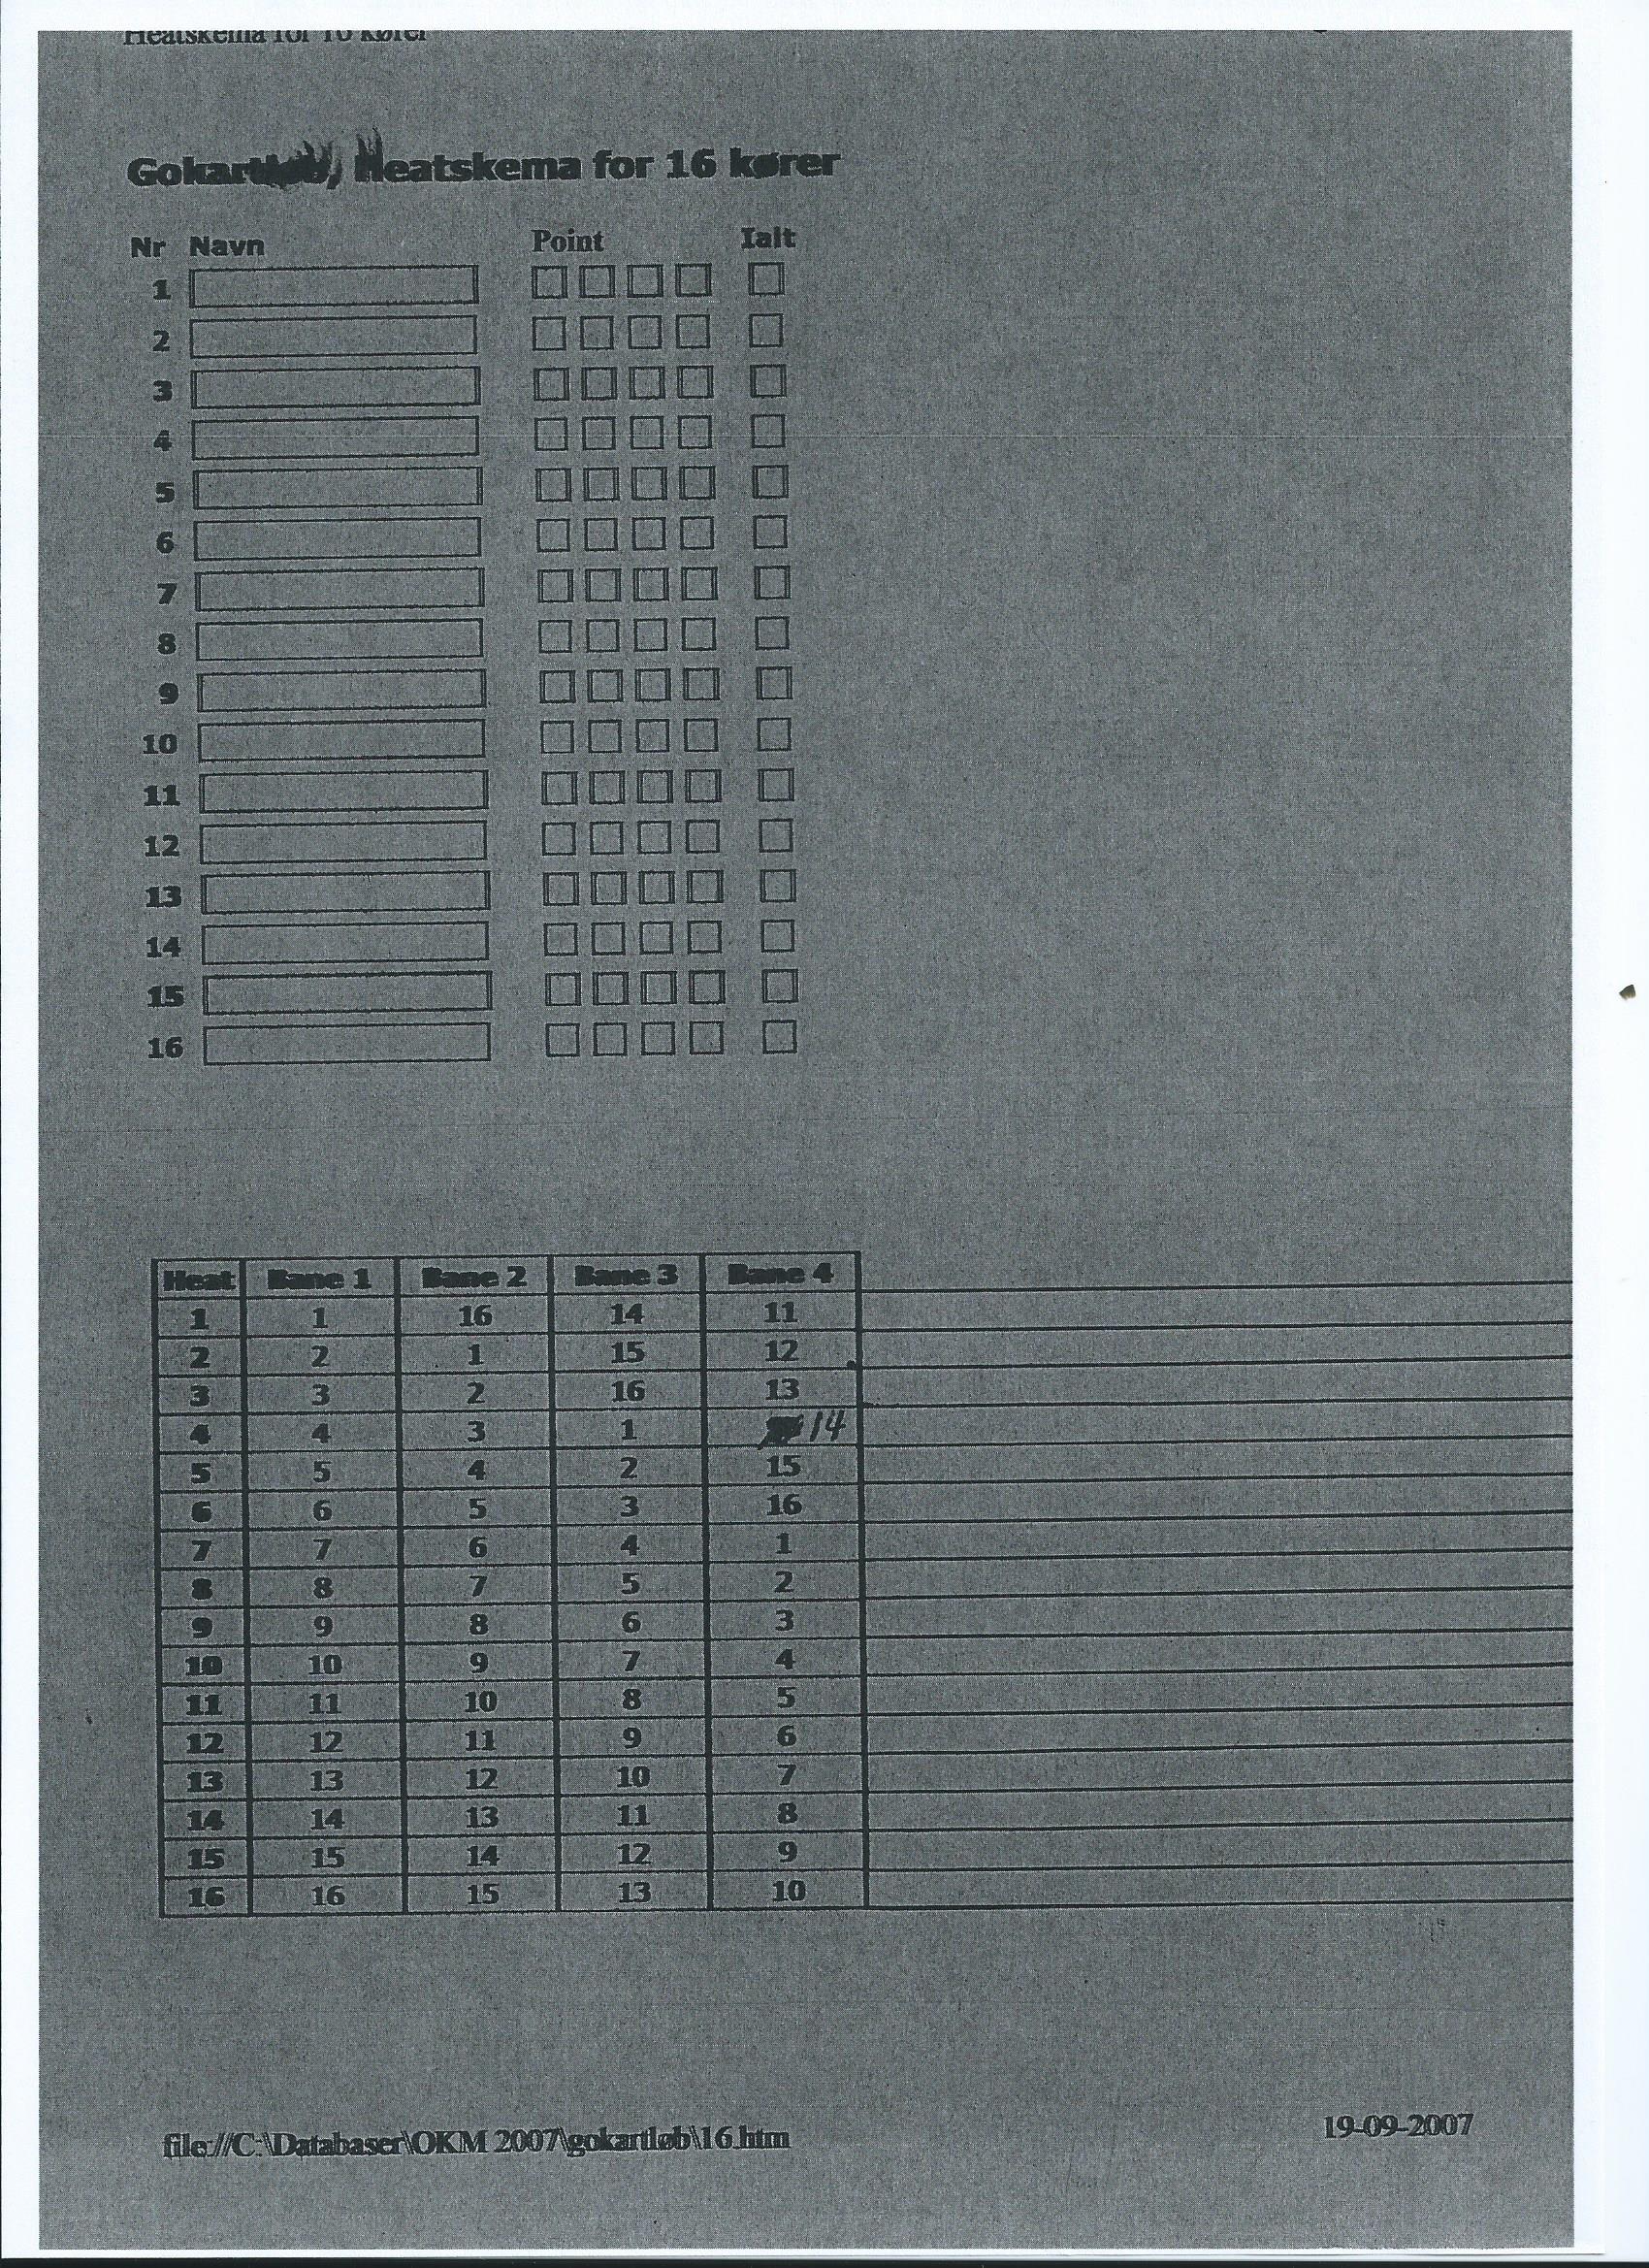 Heatskema for 16 kører
Gokartløb, Heatskema for 16 kører
Nr Navn Point Ialt
1
2
3
4
5
6
7
8
9
10
11
12
13
14
15
16
Heat Bane 1 Bane 2 Bane 3 Bane 4
1 1 16 14 11
2 2 1 15 12
3 3 2 16 13
4 4 3 1 14
5 5 4 2 15
6 6 5 3 16
7 7 6 4 1
8 8 7 5 2
9 9 8 6 3
10 10 9 7 4
11 11 10 8 5
12 12 11 9 6
13 13 12 10 7
14 14 13 11 8
15 15 14 12 9
16 16 15 13 10
file://C:\Databaser\OKM 2007\gokartløb\16.htm 19-09-2007